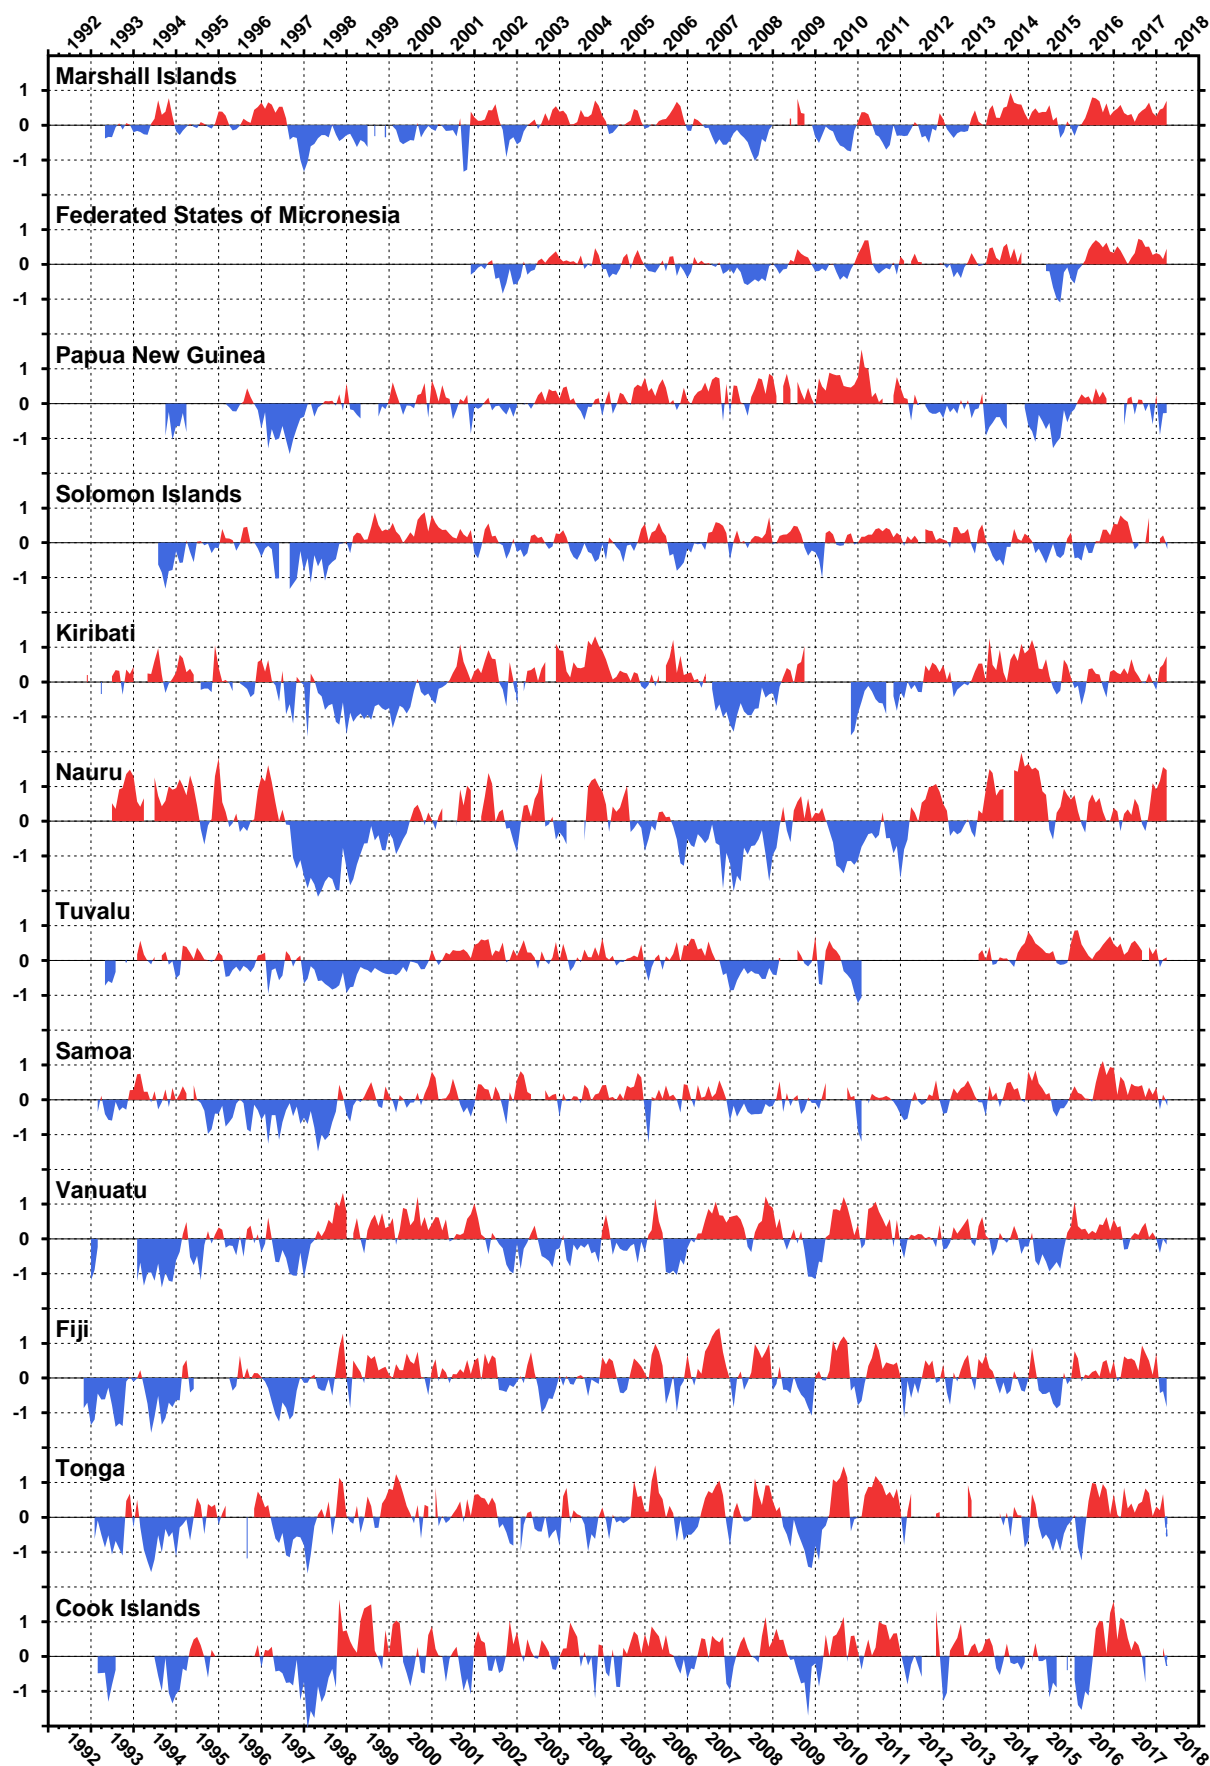 1992 1993 1994 1995 1996 1997 1998 1999 2000 2001 2002 2003 2004 2005 2006 2007 2008 2009 2010 2011 2012 2013 2014 2015 2016 2017 2018
Marshall Islands
1
0
-1
Federated States of Micronesia
1
0
-1
Papua New Guinea
1
0
-1
Solomon Islands
1
0
-1
Kiribati
1
0
-1
Nauru
1
0
-1
Tuvalu
1
0
-1
Samoa
1
0
-1
Vanuatu
1
0
-1
Fiji
1
0
-1
Tonga
1
0
-1
Cook Islands
1
0
-1
1992 1993 1994 1995 1996 1997 1998 1999 2000 2001 2002 2003 2004 2005 2006 2007 2008 2009 2010 2011 2012 2013 2014 2015 2016 2017 2018